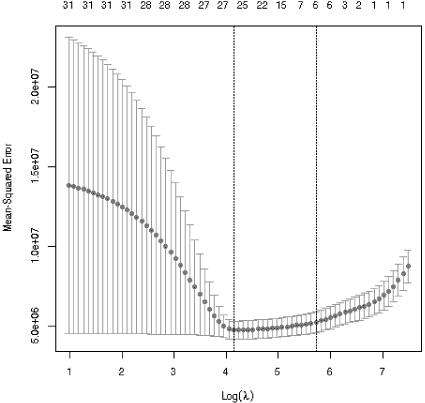 31 31 31 31 28 28 28 27 27 25 22 15 7 6 6 3 2 1 1 1
Mean-Squared Error
2.0e+07
1.5e+07
1.0e+07
5.0e+06
1 2 3 4 5 6 7
Log(λ)